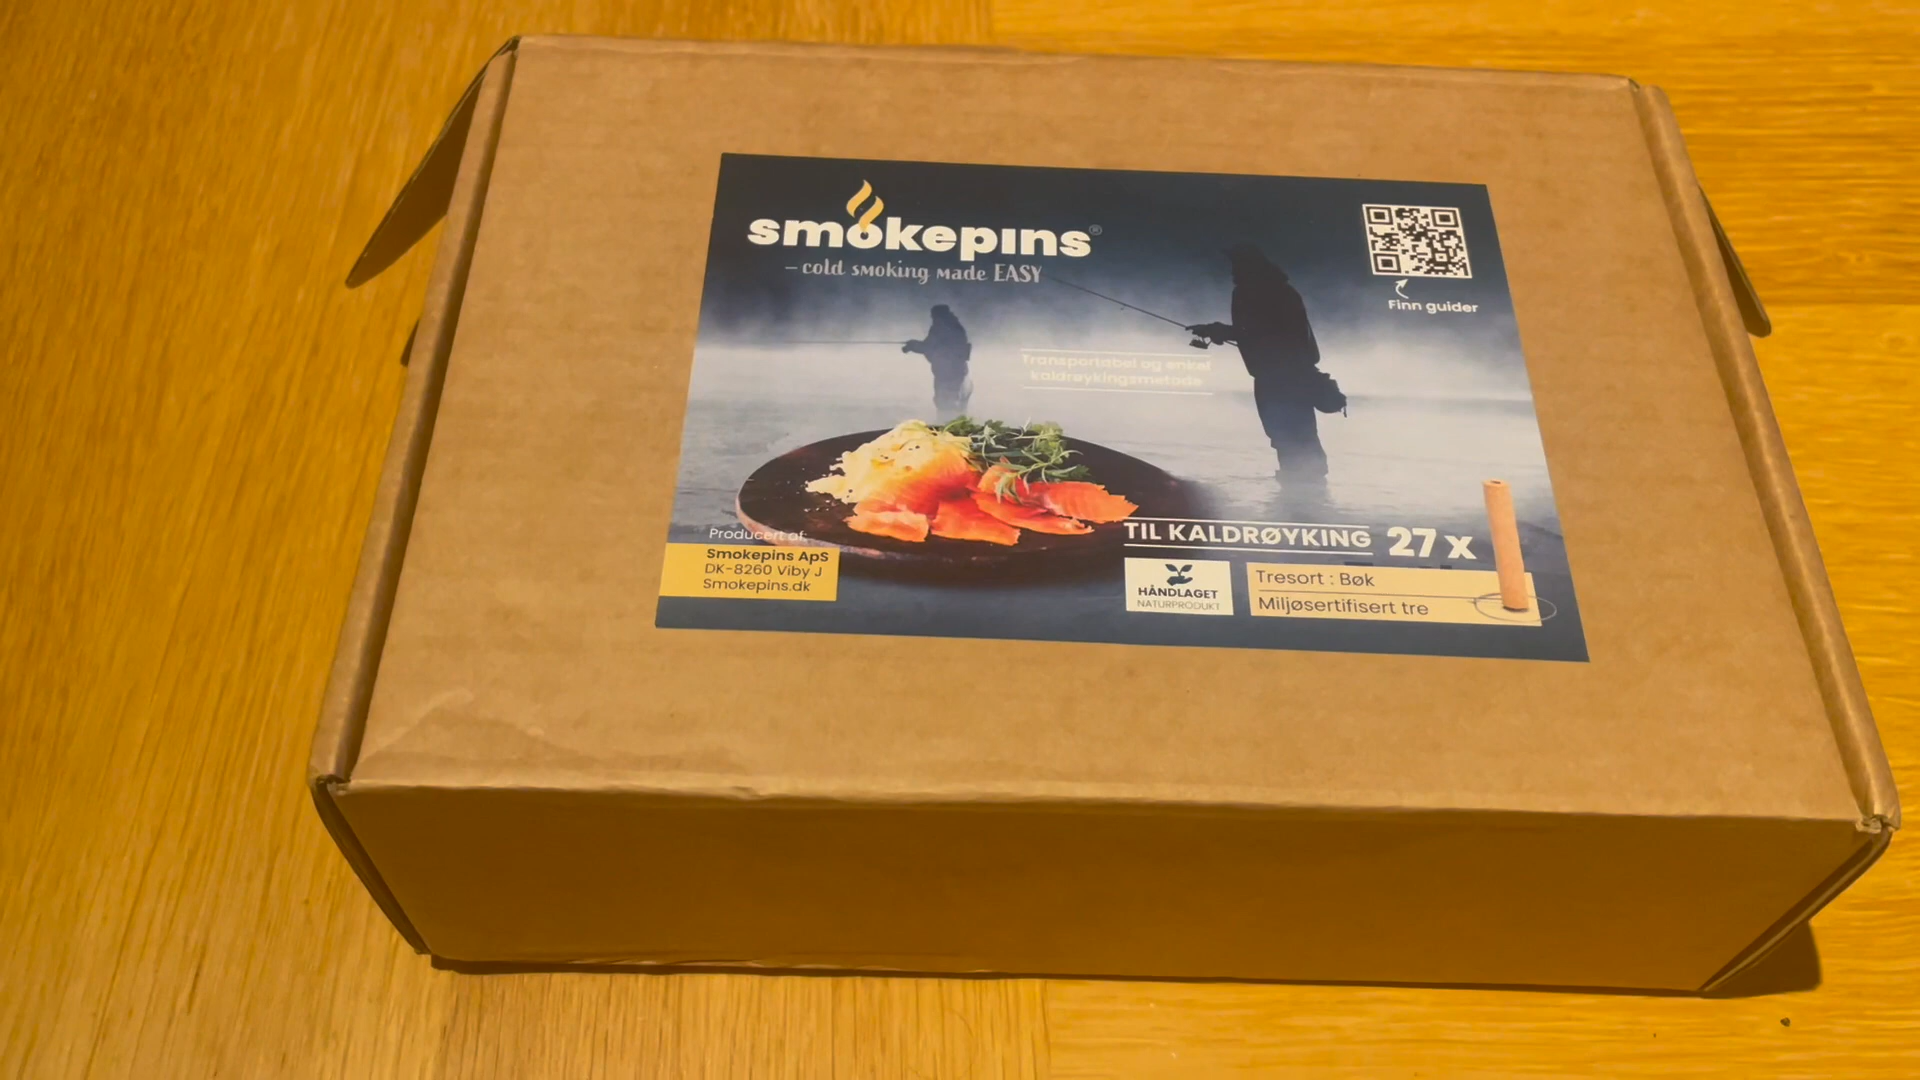 smokepins®
– cold smoking made EASY
Finn guider
Transportabel og enkel
kaldrøykingsmetode
Producert af:
Smokepins ApS
DK-8260 Viby J
Smokepins.dk
TIL KALDRØYKING 27 x
HÅNDLAGET
NATURPRODUKT
Tresort : Bøk
Miljøsertifisert tre